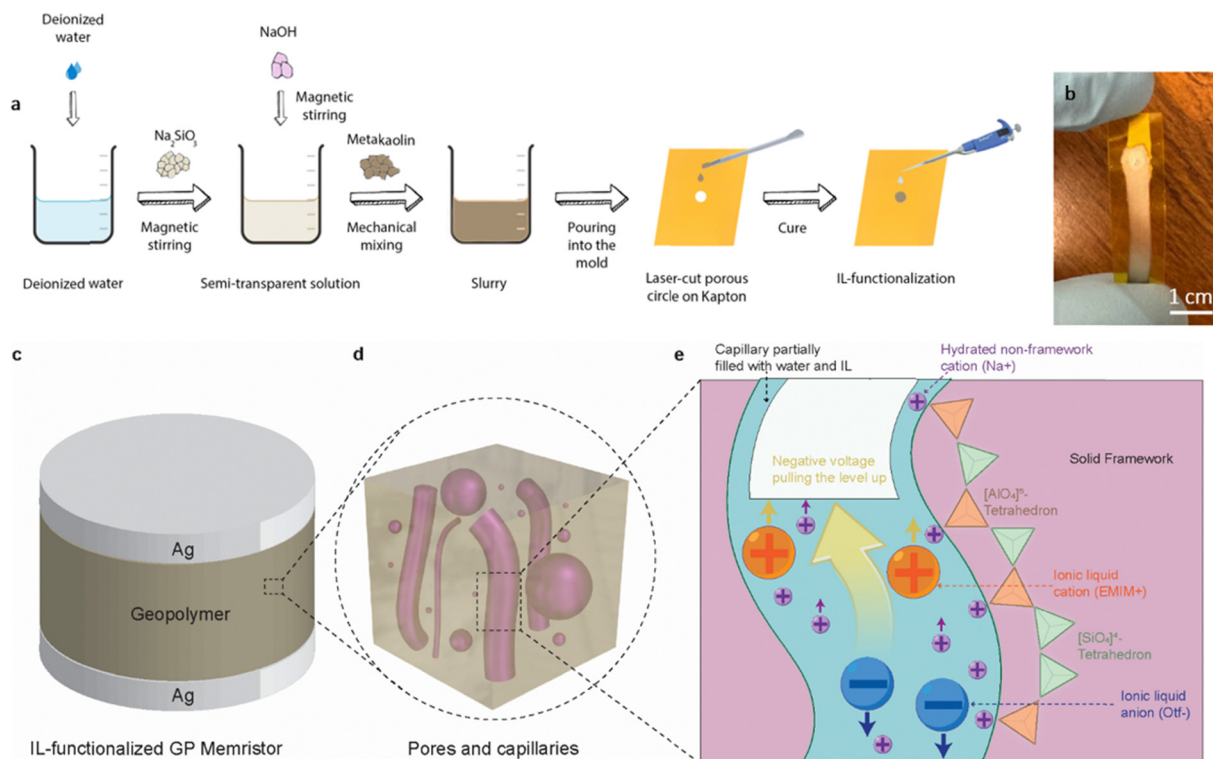 a
Deionized
water
NaOH
Magnetic
stirring
Na2SiO3
Magnetic
stirring
Metakaolin
Mechanical
mixing
Pouring
into the
mold
Cure
Deionized water
Semi-transparent solution
Slurry
Laser-cut porous
circle on Kapton
IL-functionalization
b
1 cm
c
Ag
Geopolymer
Ag
IL-functionalized GP Memristor
d
Pores and capillaries
e
Capillary partially
filled with water and IL
Hydrated non-framework
cation (Na+)
Negative voltage
pulling the level up
Solid Framework
[AlO₄]⁵-
Tetrahedron
Ionic liquid
cation (EMIM+)
[SiO₄]⁴-
Tetrahedron
Ionic liquid
anion (Otf-)